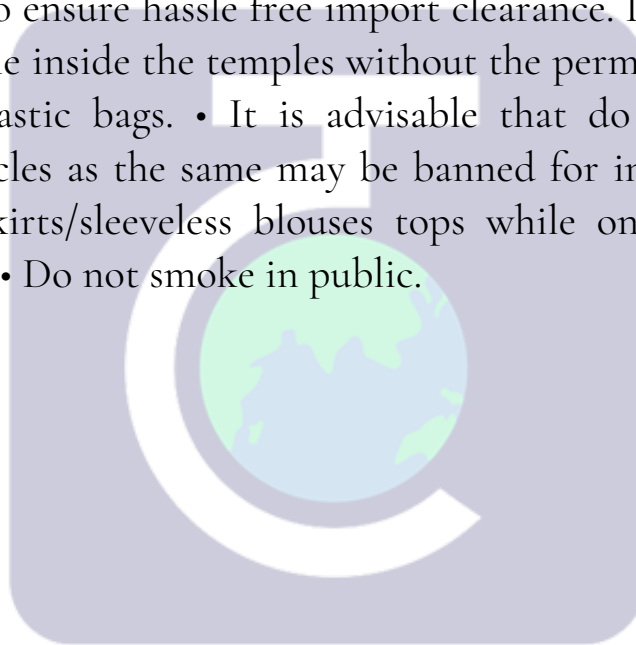 o ensure hassle free import clearance.
e inside the temples without the perm
astic bags. • It is advisable that do
cles as the same may be banned for in
kirts/sleeveless blouses tops while on
• Do not smoke in public.